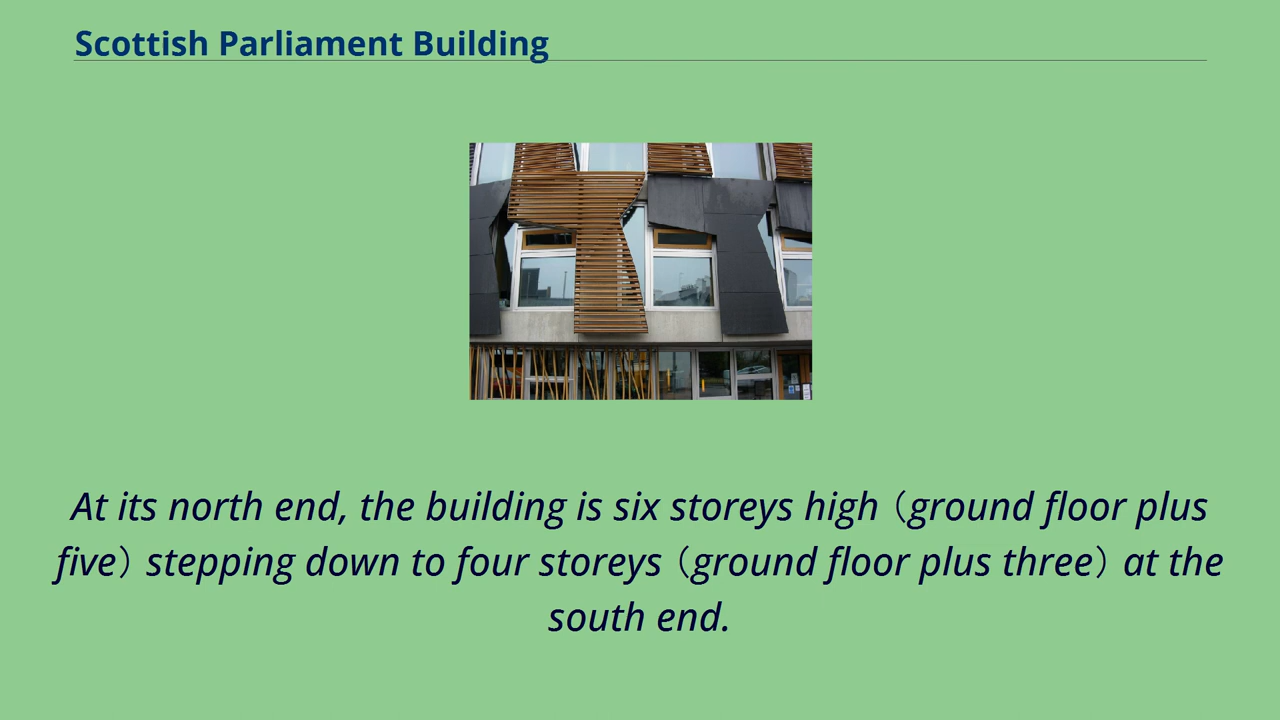 Scottish Parliament Building
At its north end, the building is six storeys high (ground floor plus
five) stepping down to four storeys (ground floor plus three) at the
south end.